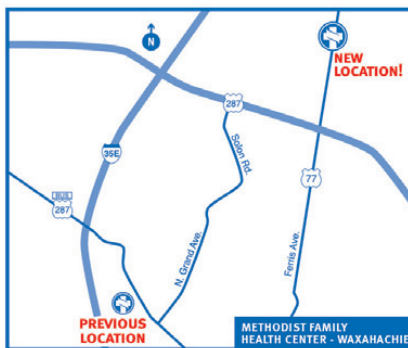 N
NEW
LOCATION!
287
Solon Rd.
35E
77
BUS
287
N. Grand Ave.
Ferris Ave.
PREVIOUS
LOCATION
METHODIST FAMILY
HEALTH CENTER - WAXAHACHIE